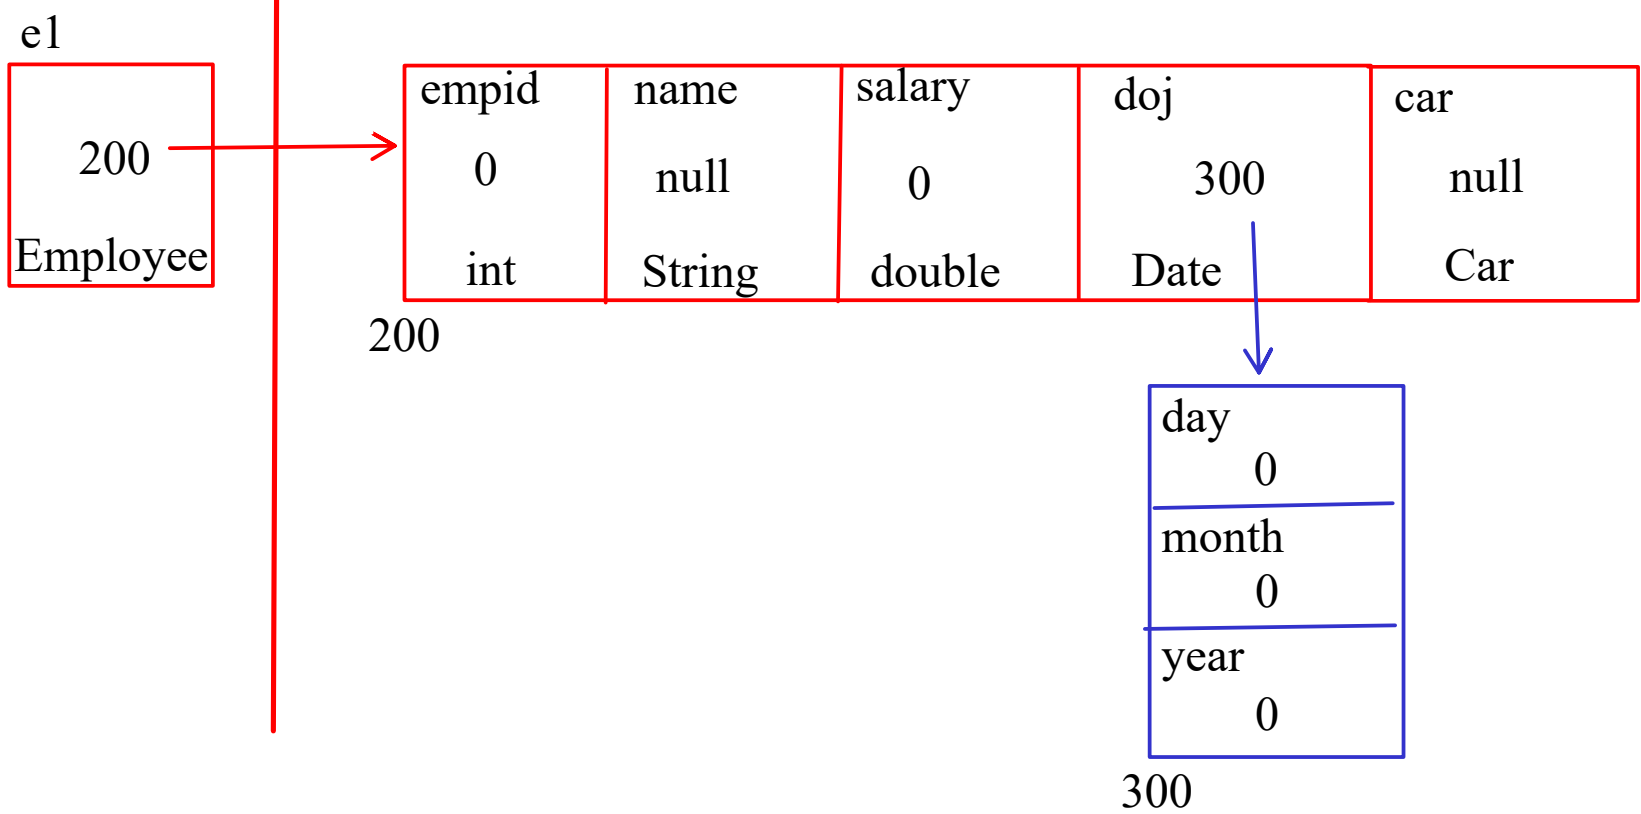 e1
200
Employee
empid
0
int
name
null
String
salary
0
double
doj
300
Date
car
null
Car
200
day
0
month
0
year
0
300